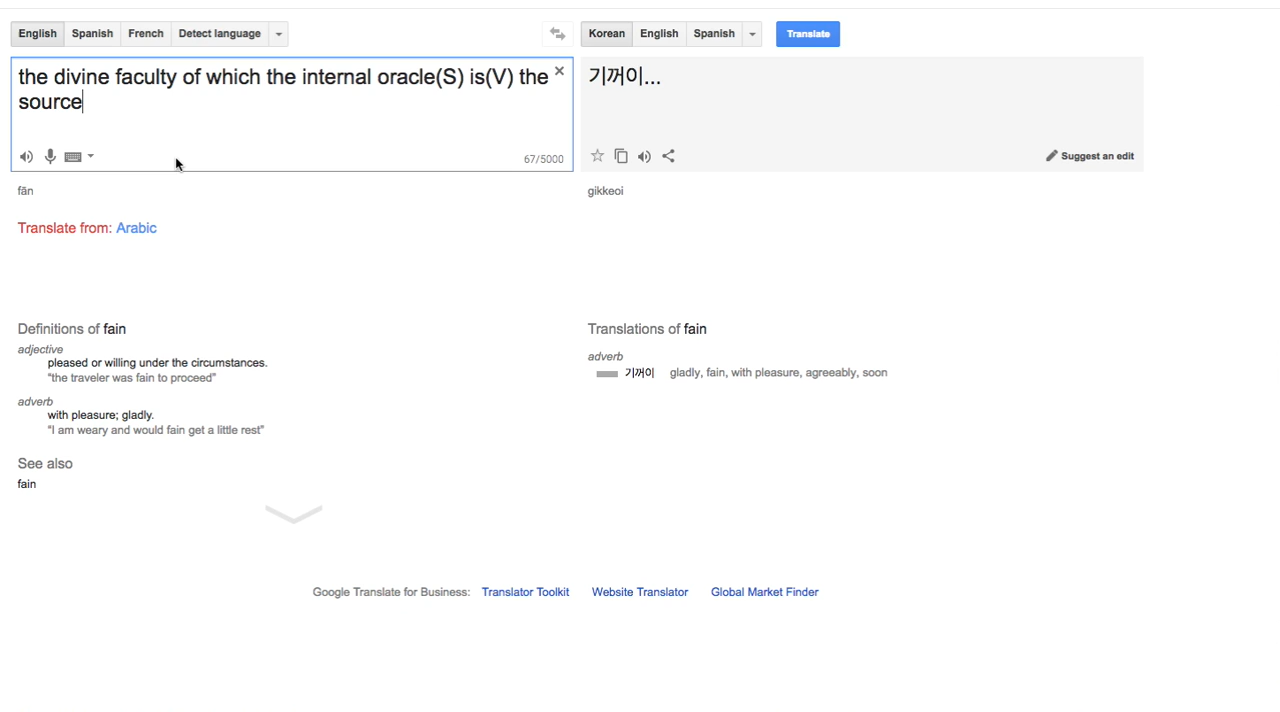 English Spanish French Detect language Korean English Spanish Translate
the divine faculty of which the internal oracle(S) is(V) the
source
기꺼이...
67/5000
Suggest an edit
făn
gikkeoi
Translate from: Arabic
Definitions of fain
adjective
pleased or willing under the circumstances.
"the traveler was fain to proceed"
adverb
with pleasure; gladly.
"I am weary and would fain get a little rest"
See also
fain
Translations of fain
adverb
기꺼이 gladly, fain, with pleasure, agreeably, soon
Google Translate for Business: Translator Toolkit Website Translator Global Market Finder